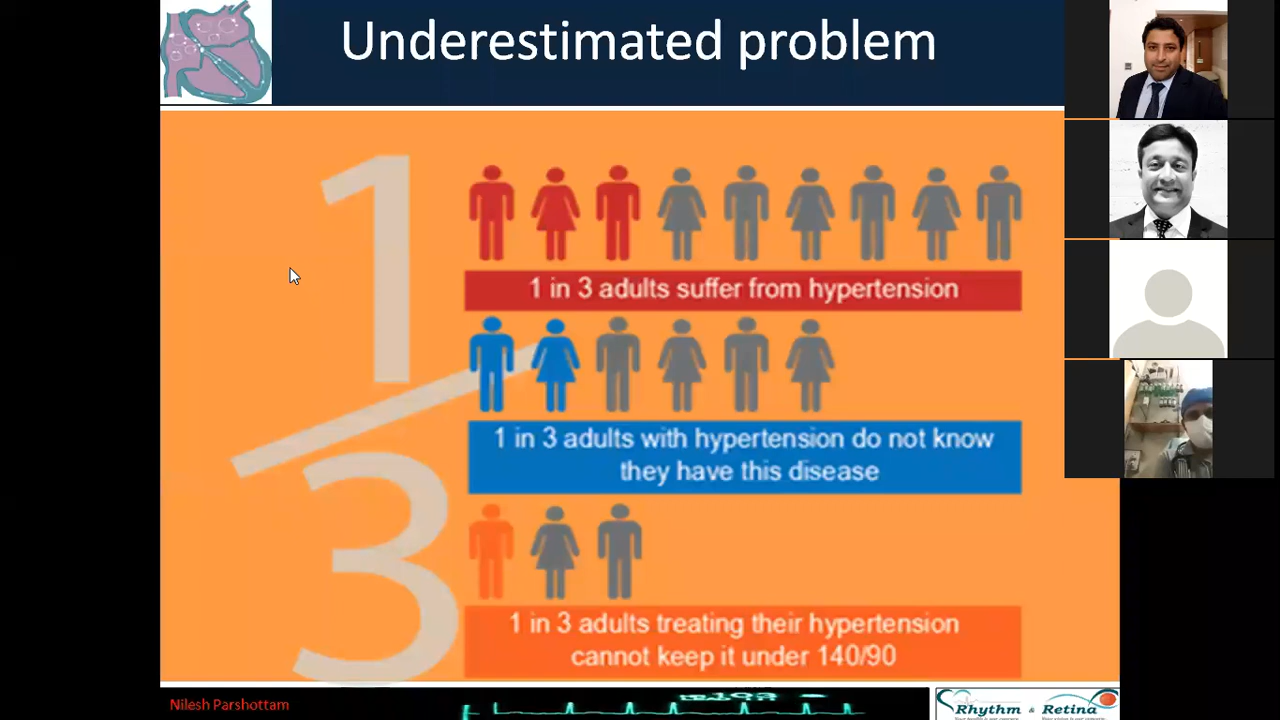 Underestimated problem
1
3
1 in 3 adults suffer from hypertension
1 in 3 adults with hypertension do not know
they have this disease
1 in 3 adults treating their hypertension
cannot keep it under 140/90
Nilesh Parshottam
Rhythm & Retina